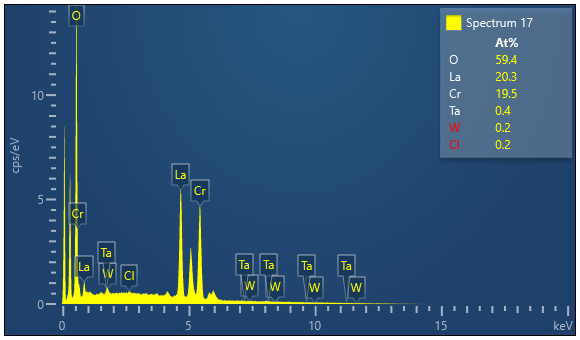 Spectrum 17
At%
O 59.4
La 20.3
Cr 19.5
Ta 0.4
W 0.2
Cl 0.2
O
Cr
La
Ta
W
Cl
La
Cr
Ta
W
Ta
W
Ta
W
Ta
W
cps/eV
10
5
0
0 5 10 15 keV